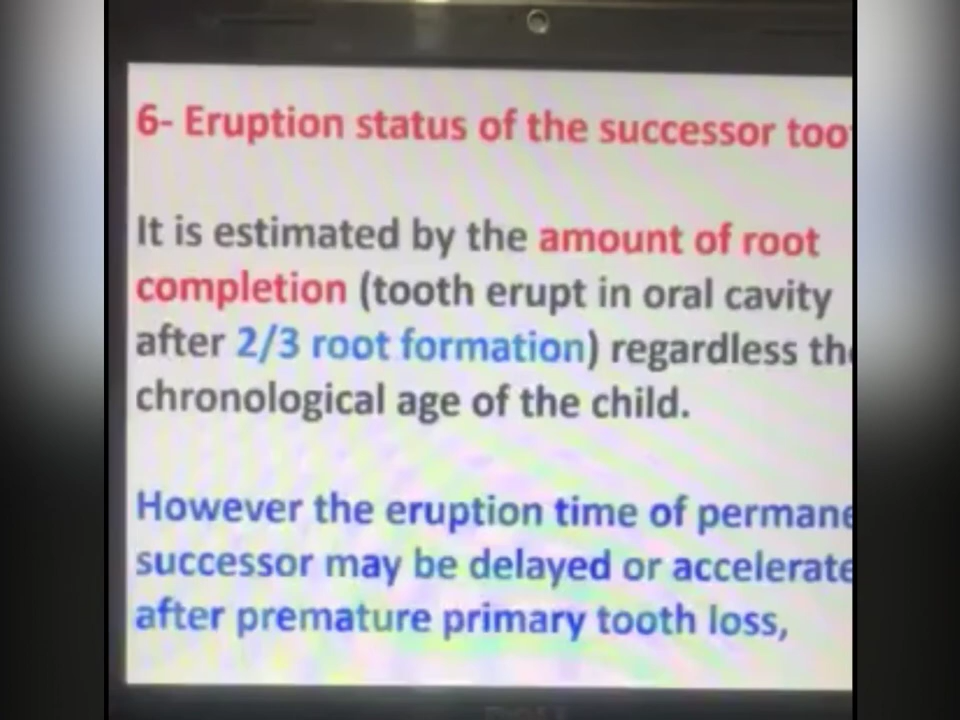 6- Eruption status of the successor too
It is estimated by the amount of root
completion (tooth erupt in oral cavity
after 2/3 root formation) regardless th
chronological age of the child.
However the eruption time of permane
successor may be delayed or accelerate
after premature primary tooth loss,